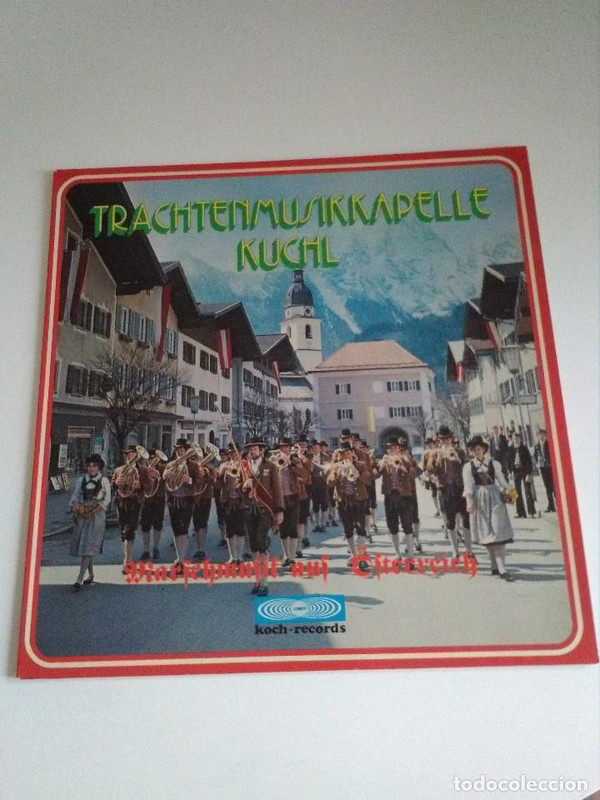 TRACHTENMUSIKKAPELLE
KUCHL
Marschmusik aus Österreich
koch-records
todocoleccion